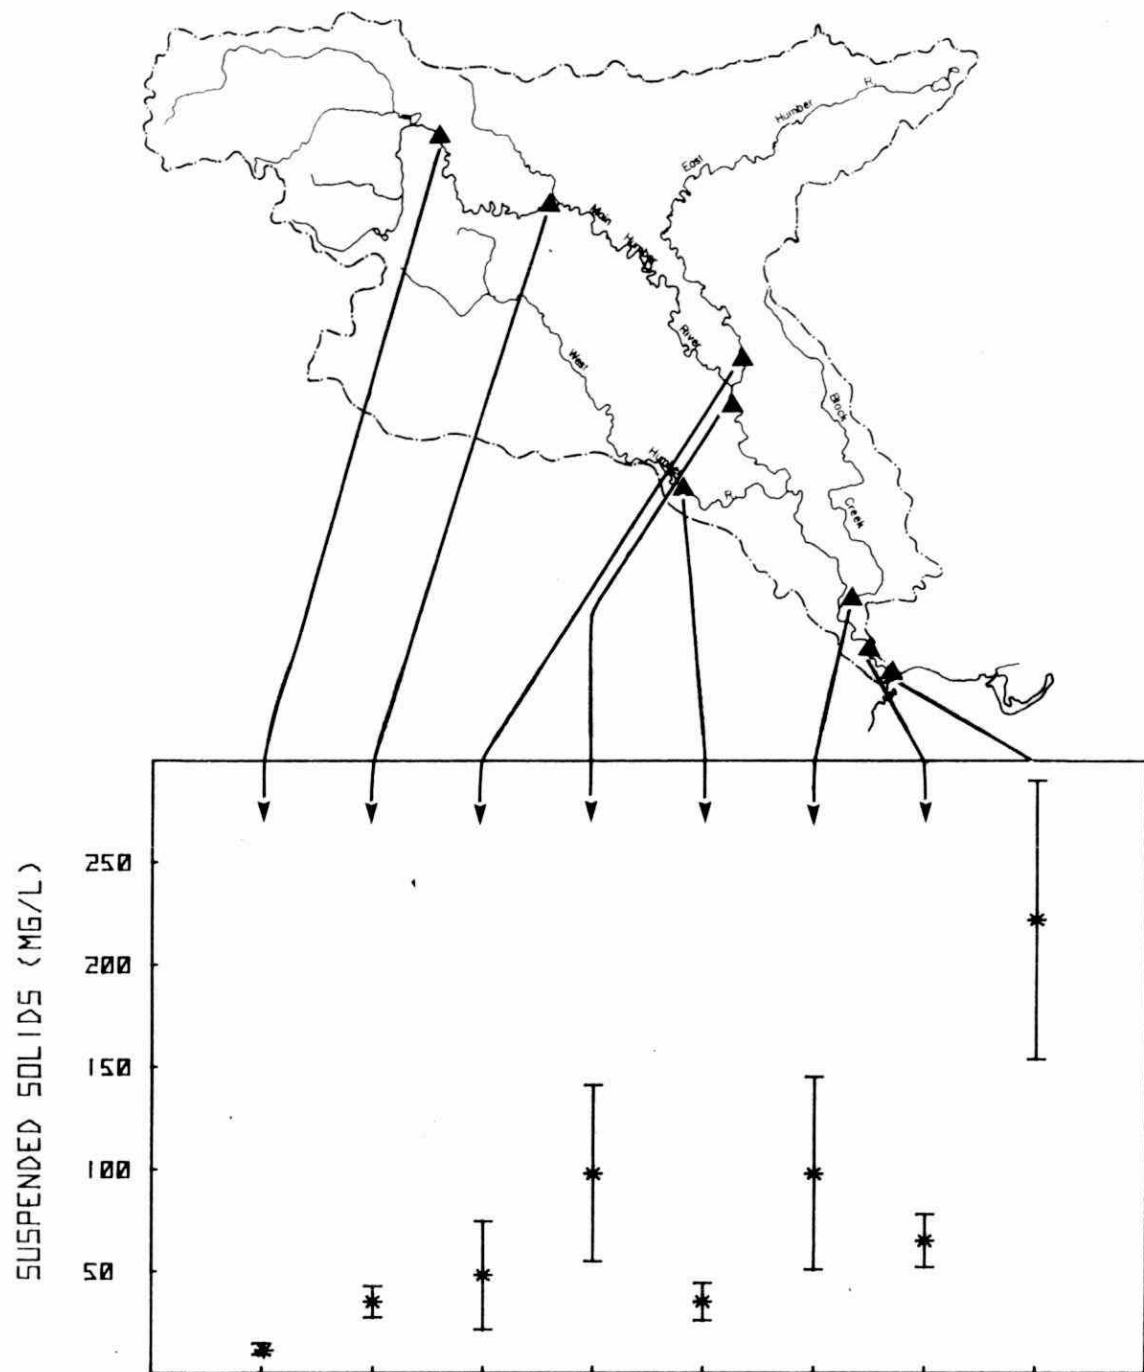 East Humber R.
Main Humber River
West Humber R.
Black Creek
SUSPENDED SOLIDS (MG/L)
250
200
150
100
50